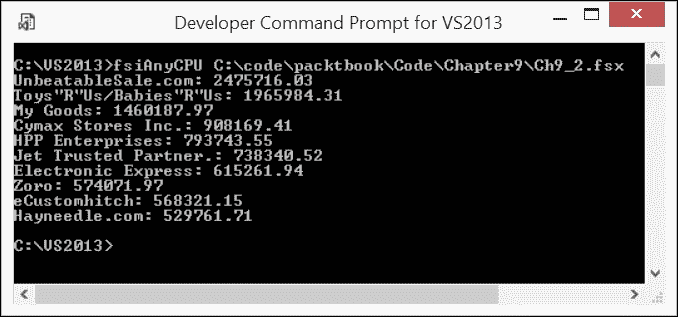 Developer Command Prompt for VS2013
C:\VS2013>fsiAnyCPU C:\code\packtbook\Code\Chapter9\Ch9_2.fsx
UnbeatableSale.com: 2475716.03
Toys"R"Us/Babies"R"Us: 1965984.31
My Goods: 1460187.97
Cymax Stores Inc.: 908169.41
HPP Enterprises: 793743.55
Jet Trusted Partner.: 738340.52
Electronic Express: 615261.94
Zoro: 574071.97
eCustomhitch: 568321.15
Hayneedle.com: 529761.71
C:\VS2013>